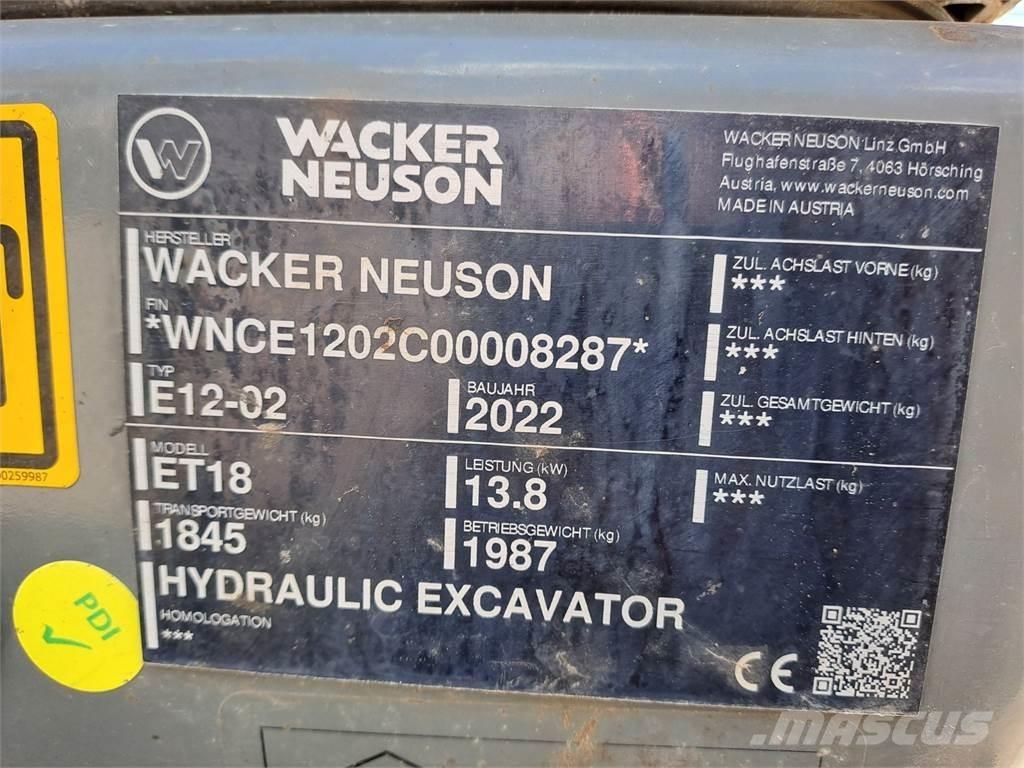 WACKER
NEUSON
WACKER NEUSON Linz GmbH
Flughafenstraße 7, 4063 Hörsching
Austria, www.wackerneuson.com
MADE IN AUSTRIA
HERSTELLER
WACKER NEUSON
FIN
*WNCE1202C00008287*
TYP
E12-02
BAUJAHR
2022
MODELL
ET18
LEISTUNG (kW)
13.8
TRANSPORTGEWICHT (kg)
1845
BETRIEBSGEWICHT (kg)
1987
HYDRAULIC EXCAVATOR
HOMOLOGATION
***
ZUL. ACHSLAST VORNE (kg)
***
ZUL. ACHSLAST HINTEN (kg)
***
ZUL. GESAMTGEWICHT (kg)
***
MAX. NUTZLAST (kg)
***
CE
00259987
PDI
MASCUS